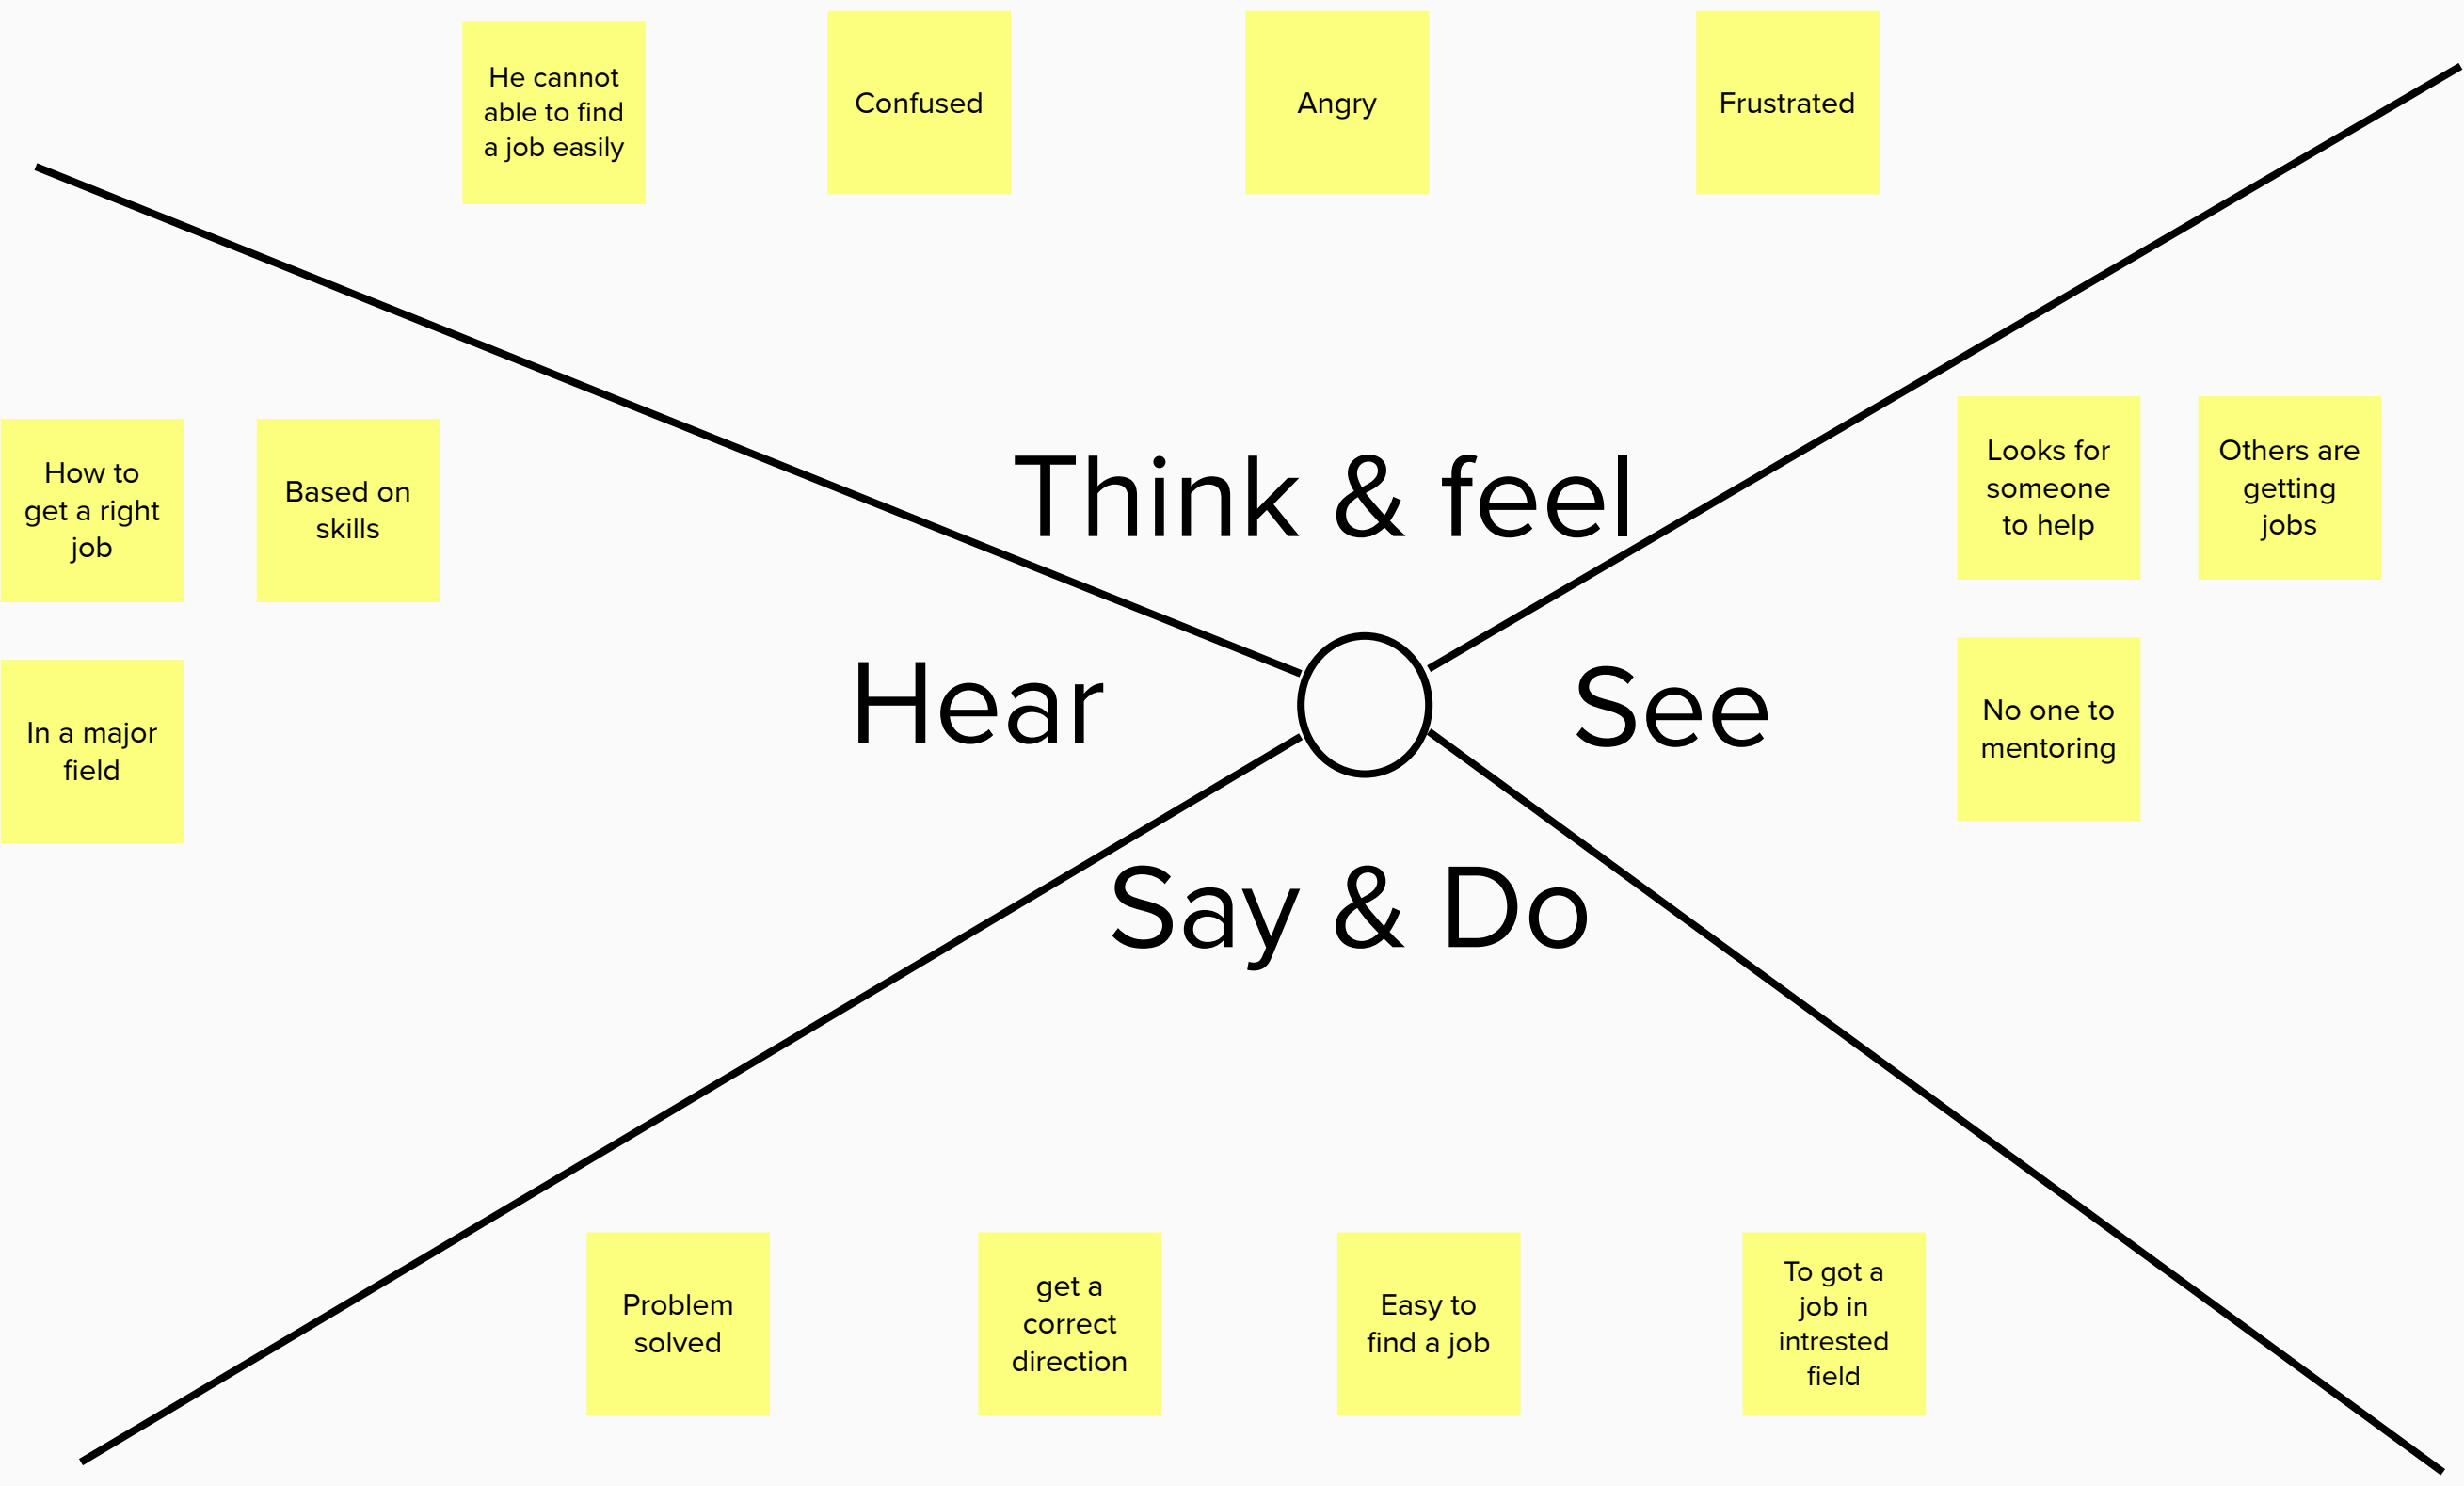 He cannot
able to find
a job easily
Confused
Angry
Frustrated
How to
get a right
job
Based on
skills
In a major
field
Think & feel
Hear
See
Say & Do
Looks for
someone
to help
Others are
getting
jobs
No one to
mentoring
Problem
solved
get a
correct
direction
Easy to
find a job
To got a
job in
intrested
field